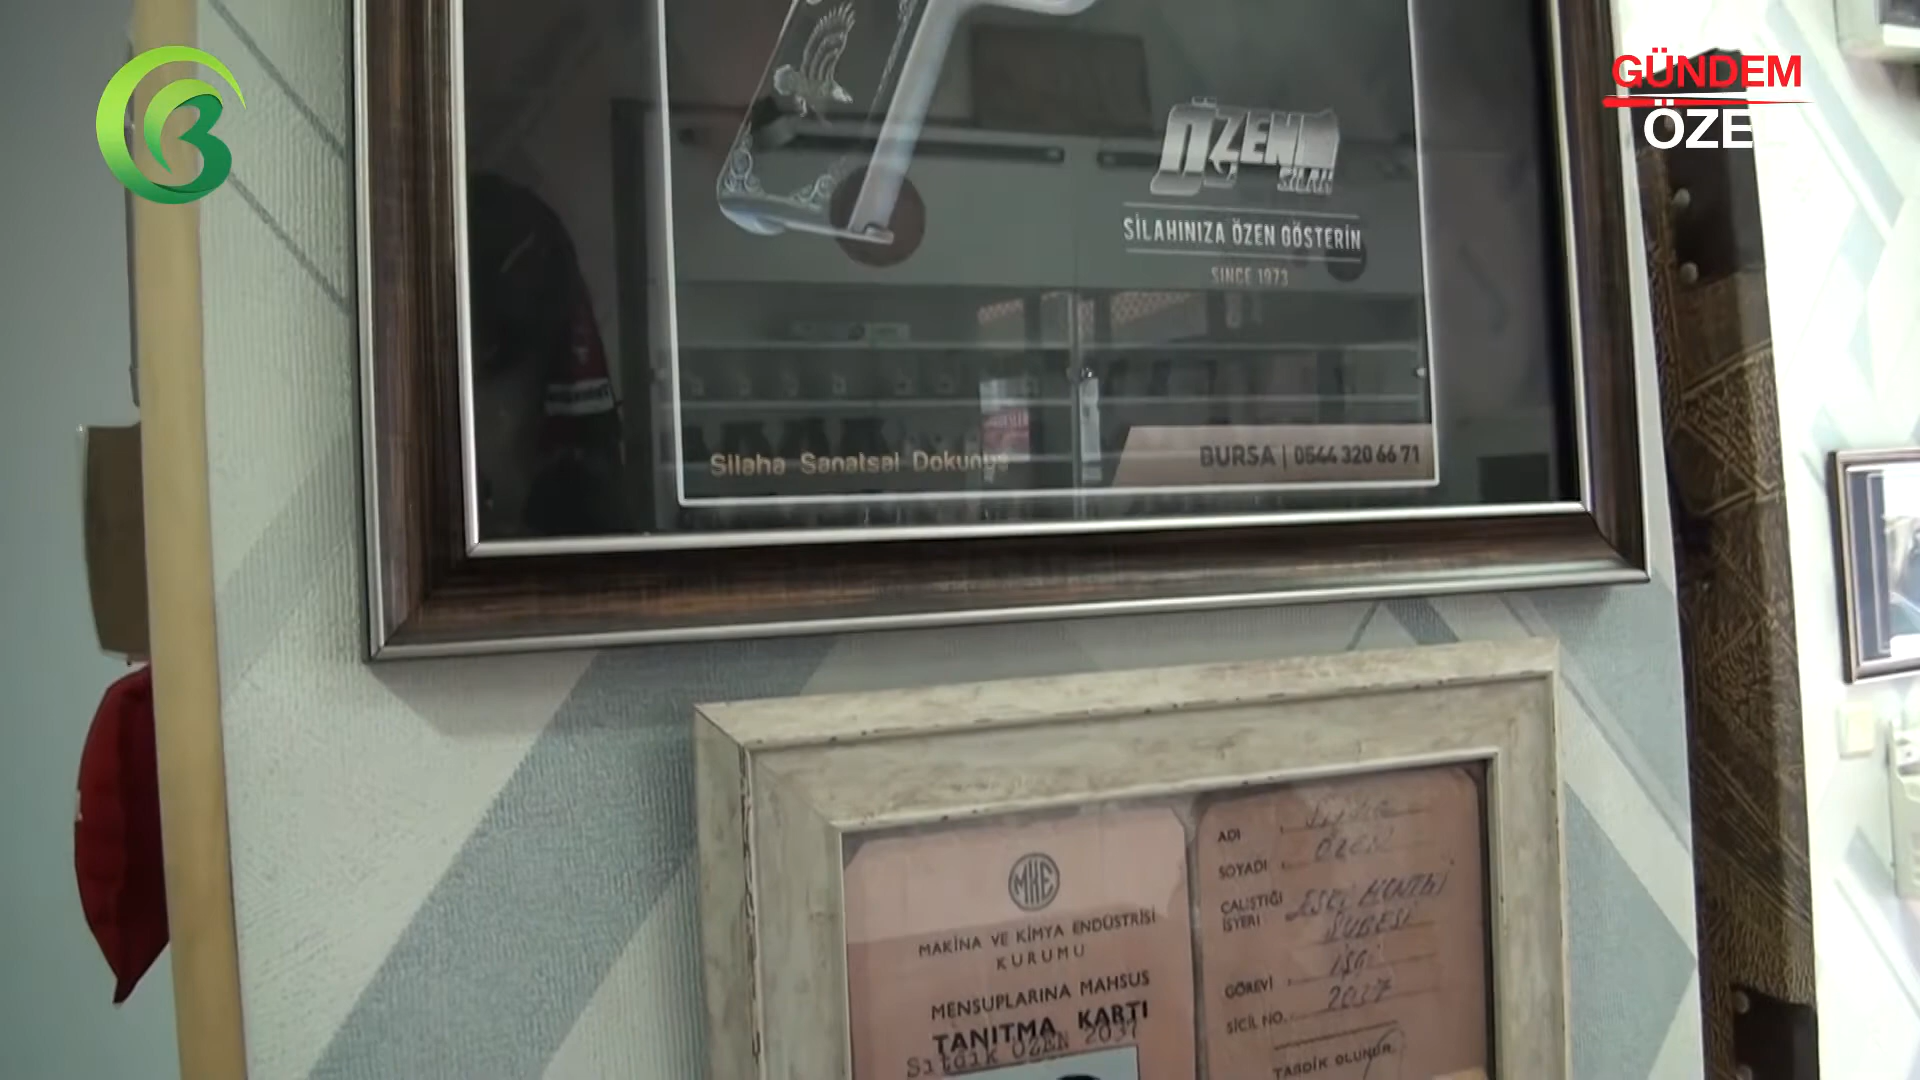 GÜNDEM
ÖZEL
ÖZEN
SİLAH
SİLAHINIZA ÖZEN GÖSTERİN
SINCE 1973
Silaha Sanatsal Dokunuş
BURSA | 0544 320 66 71
MKE
MAKİNA VE KİMYA ENDÜSTRİSİ
KURUMU
MENSUPLARINA MAHSUS
TANITMA KARTI
Sıtdık ÖZEN 2037
ADI
SOYADI : ÖZEN
ÇALIŞTIĞI
İŞYERİ
ŞUBESİ
GÖREVİ : İŞÇİ
SİCİL NO. 2037
TASDİK OLUNUR.